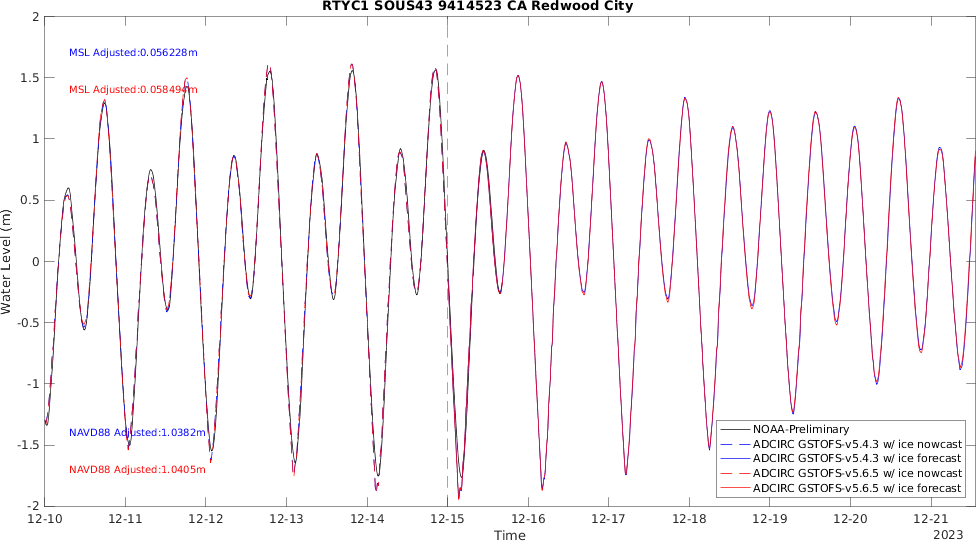 RTYC1 SOUS43 9414523 CA Redwood City
2
1.5
1
0.5
0
-0.5
-1
-1.5
-2
Water Level (m)
MSL Adjusted:0.056228m
MSL Adjusted:0.058494m
NAVD88 Adjusted:1.0382m
NAVD88 Adjusted:1.0405m
NOAA-Preliminary
ADCIRC GSTOFS-v5.4.3 w/ ice nowcast
ADCIRC GSTOFS-v5.4.3 w/ ice forecast
ADCIRC GSTOFS-v5.6.5 w/ ice nowcast
ADCIRC GSTOFS-v5.6.5 w/ ice forecast
12-10 12-11 12-12 12-13 12-14 12-15 12-16 12-17 12-18 12-19 12-20 12-21
Time
2023